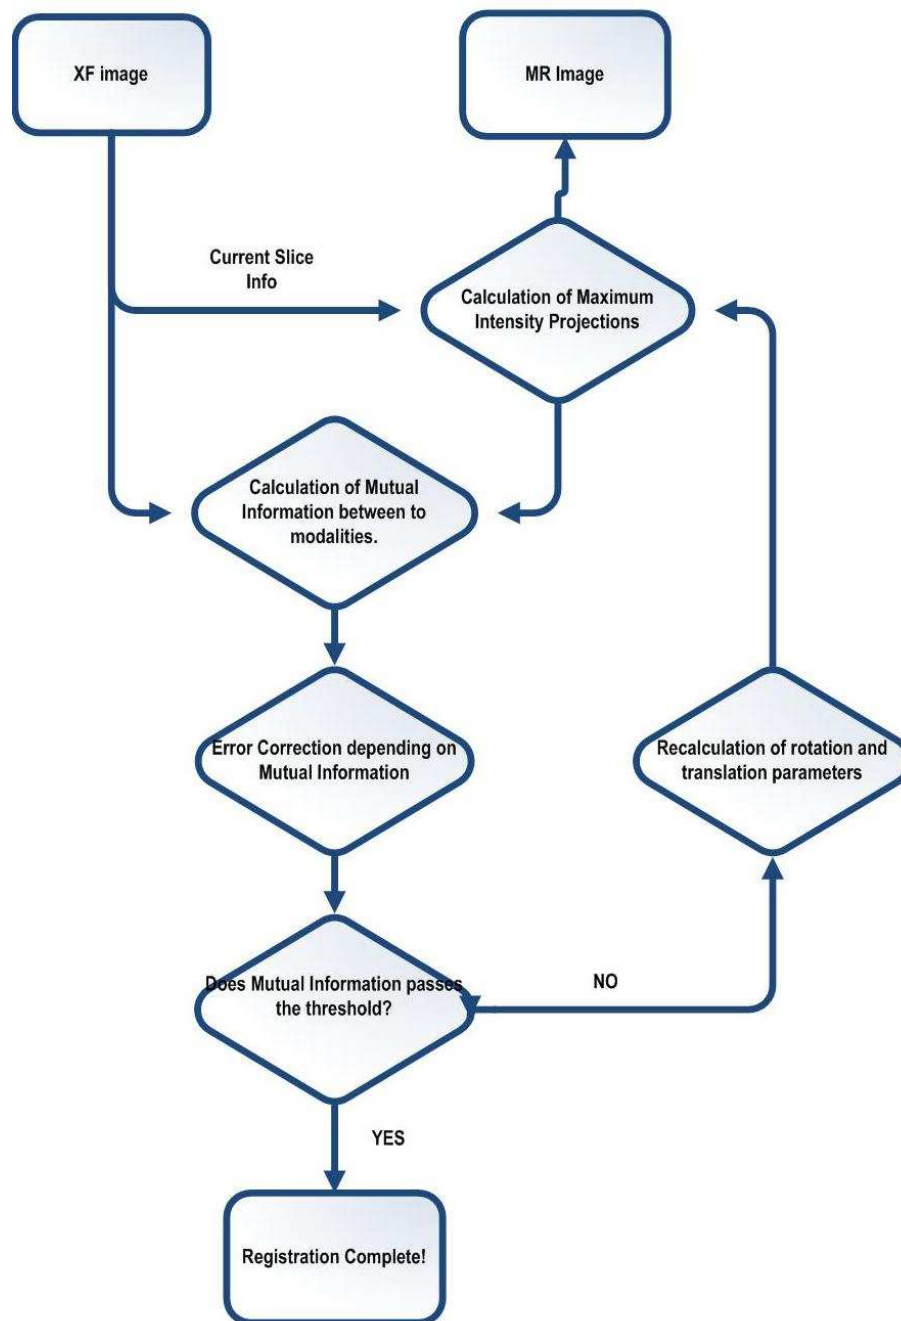 XF image
MR Image
Current Slice
Info
Calculation of Maximum
Intensity Projections
Calculation of Mutual
Information between to
modalities.
Error Correction depending on
Mutual Information
Recalculation of rotation and
translation parameters
Does Mutual Information passes
the threshold?
NO
YES
Registration Complete!